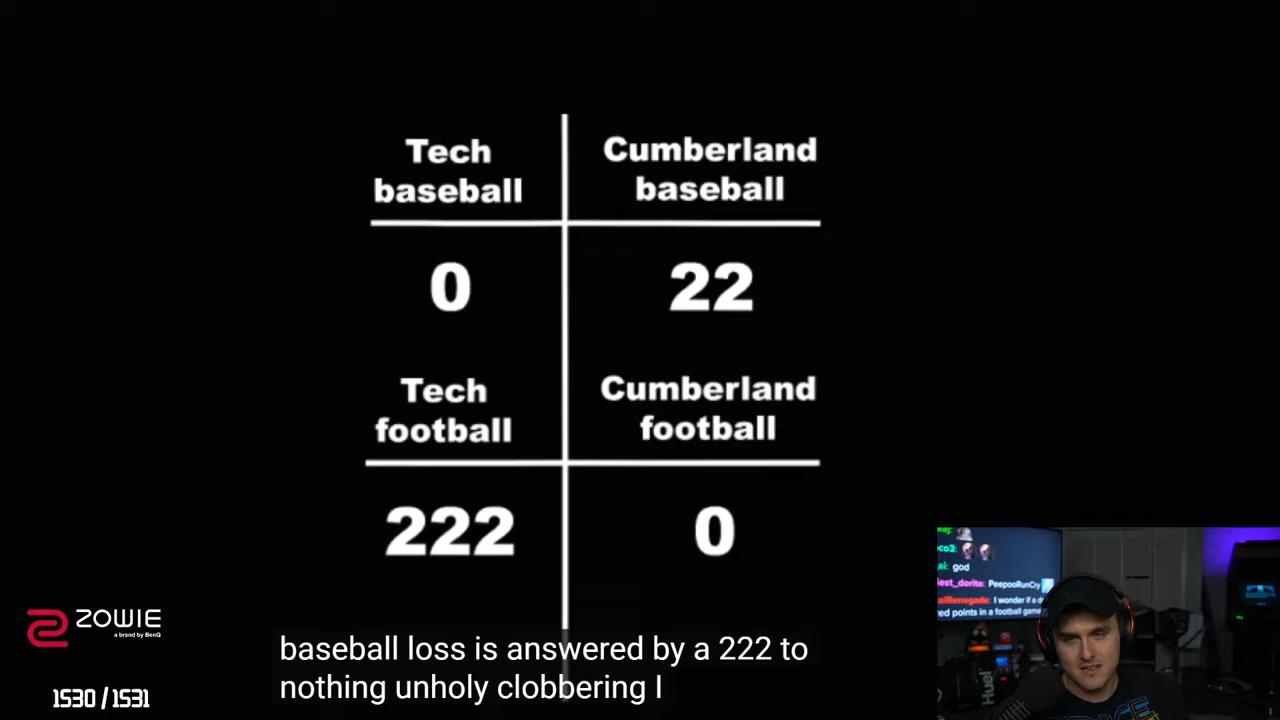 Tech
baseball
Cumberland
baseball
0
22
Tech
football
Cumberland
football
222
0
baseball loss is answered by a 222 to
nothing unholy clobbering I
ZOWIE
a brand by BenQ
1530 / 1531
god
PeepooRunCry
I wonder if a
points in a football game
Huel